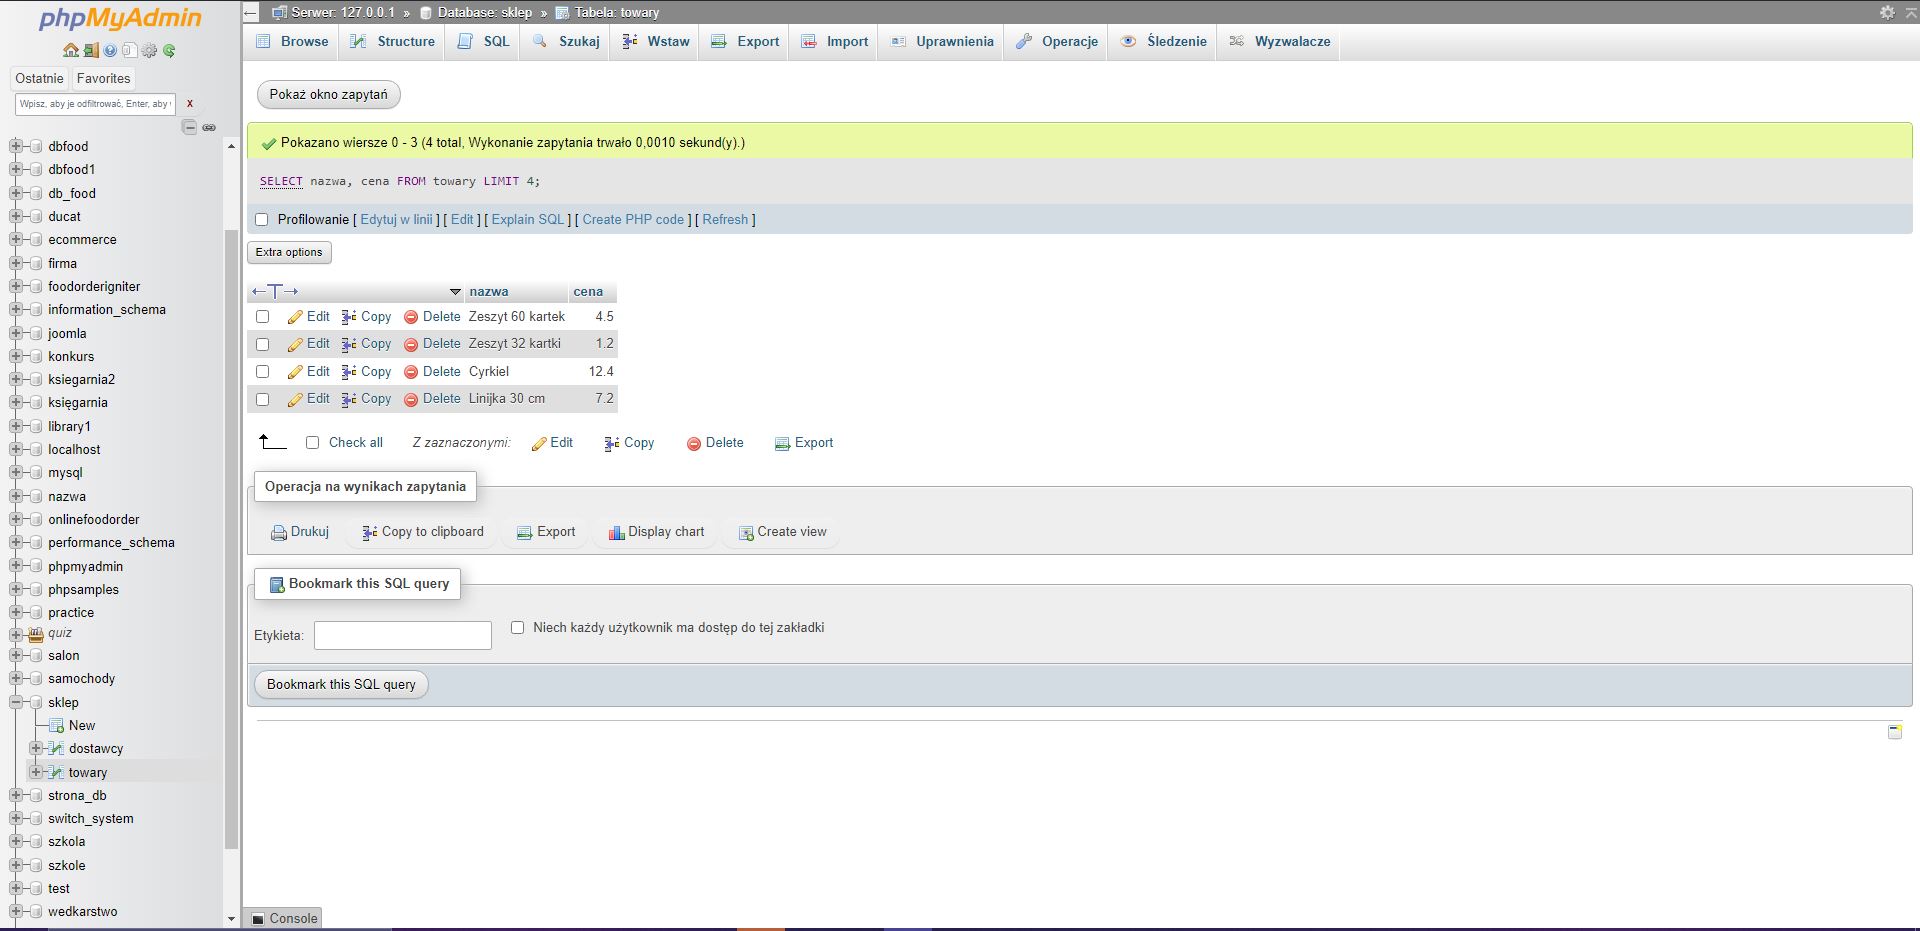 phpMyAdmin
Ostatnie Favorites
Wpisz, aby je odfiltrować, Enter, aby X
dbfood
dbfood1
db_food
ducat
ecommerce
firma
foodorderigniter
information_schema
joomla
konkurs
ksiegarnia2
księgarnia
library1
localhost
mysql
nazwa
onlinefoodorder
performance_schema
phpmyadmin
phpsamples
practice
quiz
salon
samochody
sklep
New
dostawcy
towary
strona_db
switch_system
szkola
szkole
test
wedkarstwo
Serwer: 127.0.0.1 » Database: sklep » Tabela: towary
Browse Structure SQL Szukaj Wstaw Export Import Uprawnienia Operacje Śledzenie Wyzwalacze
Pokaż okno zapytań
Pokazano wiersze 0 - 3 (4 total, Wykonanie zapytania trwało 0,0010 sekund(y).)
SELECT nazwa, cena FROM towary LIMIT 4;
Profilowanie [ Edytuj w linii ] [ Edit ] [ Explain SQL ] [ Create PHP code ] [ Refresh ]
Extra options
←T→ nazwa cena
Edit Copy Delete Zeszyt 60 kartek 4.5
Edit Copy Delete Zeszyt 32 kartki 1.2
Edit Copy Delete Cyrkiel 12.4
Edit Copy Delete Linijka 30 cm 7.2
Check all Z zaznaczonymi: Edit Copy Delete Export
Operacja na wynikach zapytania
Drukuj Copy to clipboard Export Display chart Create view
Bookmark this SQL query
Etykieta: Niech każdy użytkownik ma dostęp do tej zakładki
Bookmark this SQL query
Console